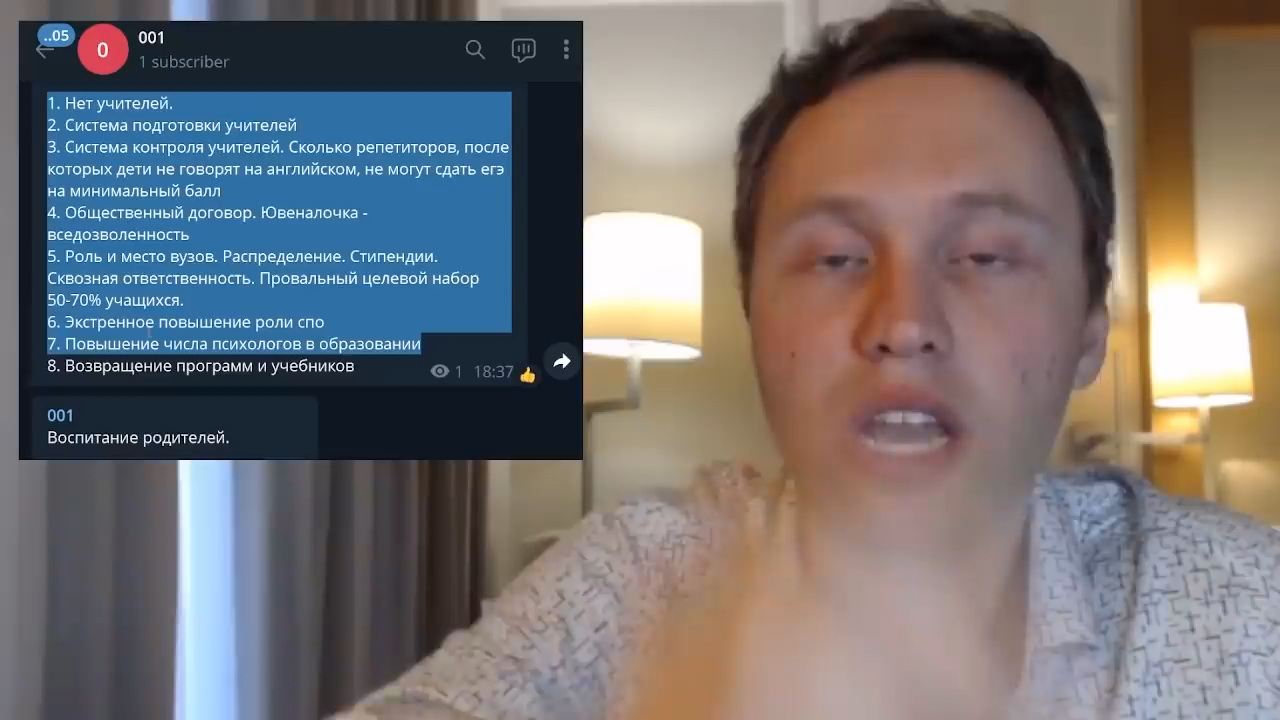 ..05
0
001
1 subscriber
1. Нет учителей.
2. Система подготовки учителей
3. Система контроля учителей. Сколько репетиторов, после
которых дети не говорят на английском, не могут сдать егэ
на минимальный балл
4. Общественный договор. Ювеналочка -
вседозволенность
5. Роль и место вузов. Распределение. Стипендии.
Сквозная ответственность. Провальный целевой набор
50-70% учащихся.
6. Экстренное повышение роли спо
7. Повышение числа психологов в образовании
8. Возвращение программ и учебников
1 18:37
001
Воспитание родителей.